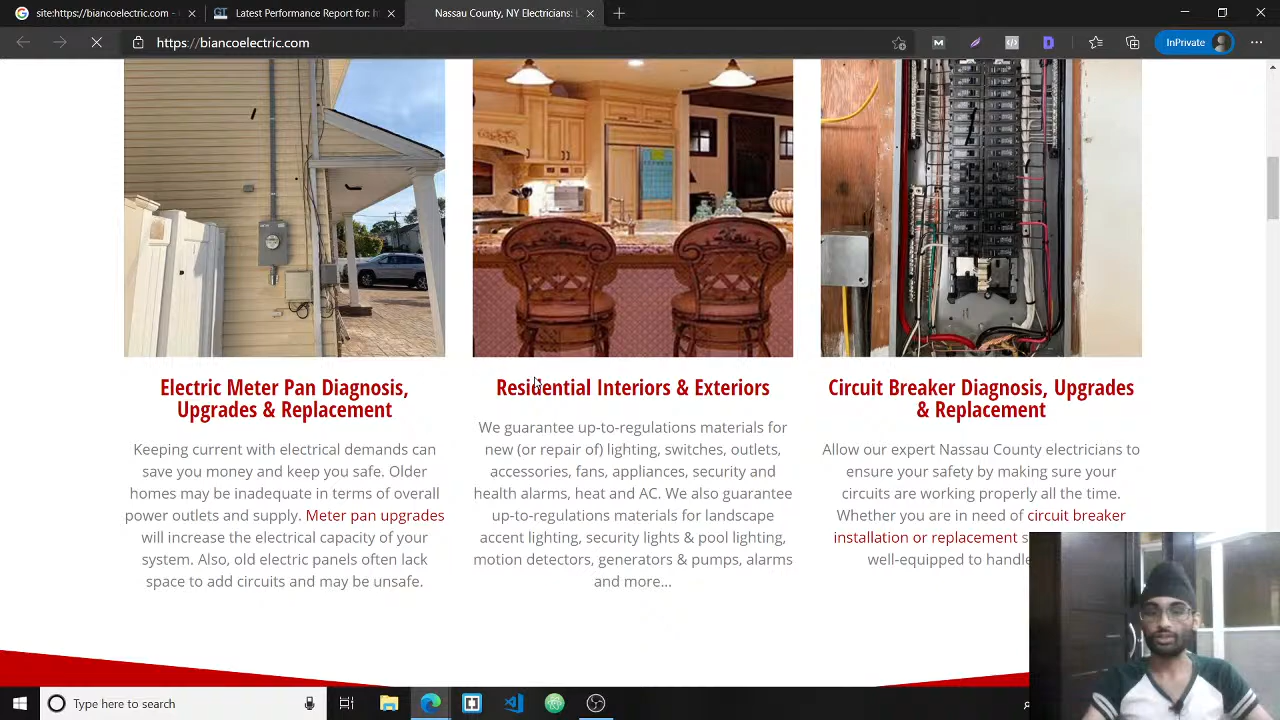 site:https://biancoelectric.com -
Latest Performance Report for: h
Nassau County, NY Electricians: L
https://biancoelectric.com
InPrivate
Electric Meter Pan Diagnosis,
Upgrades & Replacement
Keeping current with electrical demands can
save you money and keep you safe. Older
homes may be inadequate in terms of overall
power outlets and supply. Meter pan upgrades
will increase the electrical capacity of your
system. Also, old electric panels often lack
space to add circuits and may be unsafe.
Residential Interiors & Exteriors
We guarantee up-to-regulations materials for
new (or repair of) lighting, switches, outlets,
accessories, fans, appliances, security and
health alarms, heat and AC. We also guarantee
up-to-regulations materials for landscape
accent lighting, security lights & pool lighting,
motion detectors, generators & pumps, alarms
and more...
Circuit Breaker Diagnosis, Upgrades
& Replacement
Allow our expert Nassau County electricians to
ensure your safety by making sure your
circuits are working properly all the time.
Whether you are in need of circuit breaker
installation or replacement s
well-equipped to handle
Type here to search